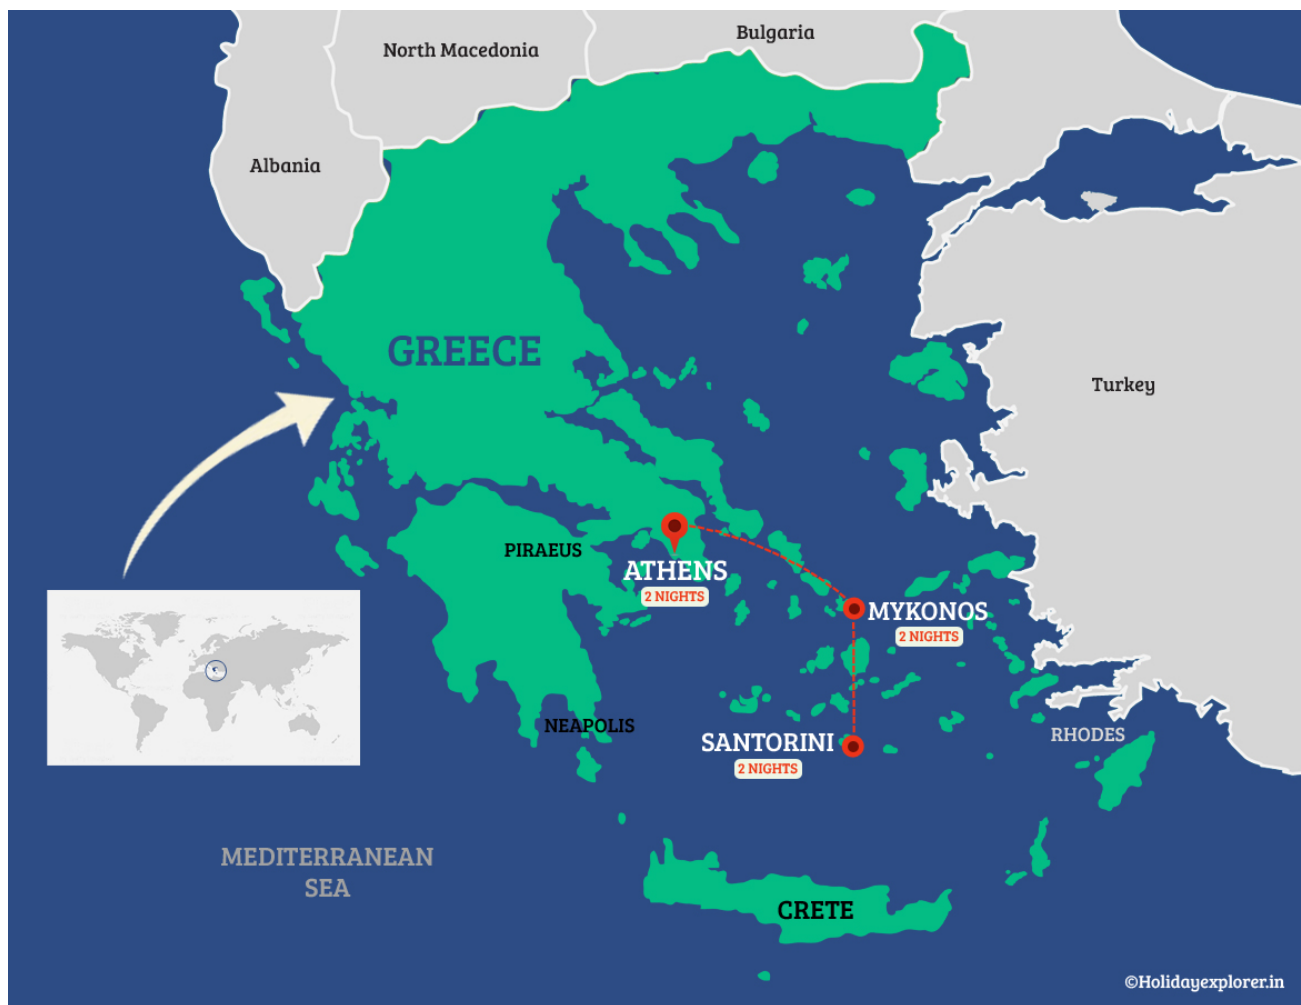 Bulgaria
North Macedonia
Albania
GREECE
Turkey
PIRAEUS
ATHENS
2 NIGHTS
MYKONOS
2 NIGHTS
NEAPOLIS
SANTORINI
2 NIGHTS
RHODES
MEDITERRANEAN
SEA
CRETE
©Holidayexplorer.in